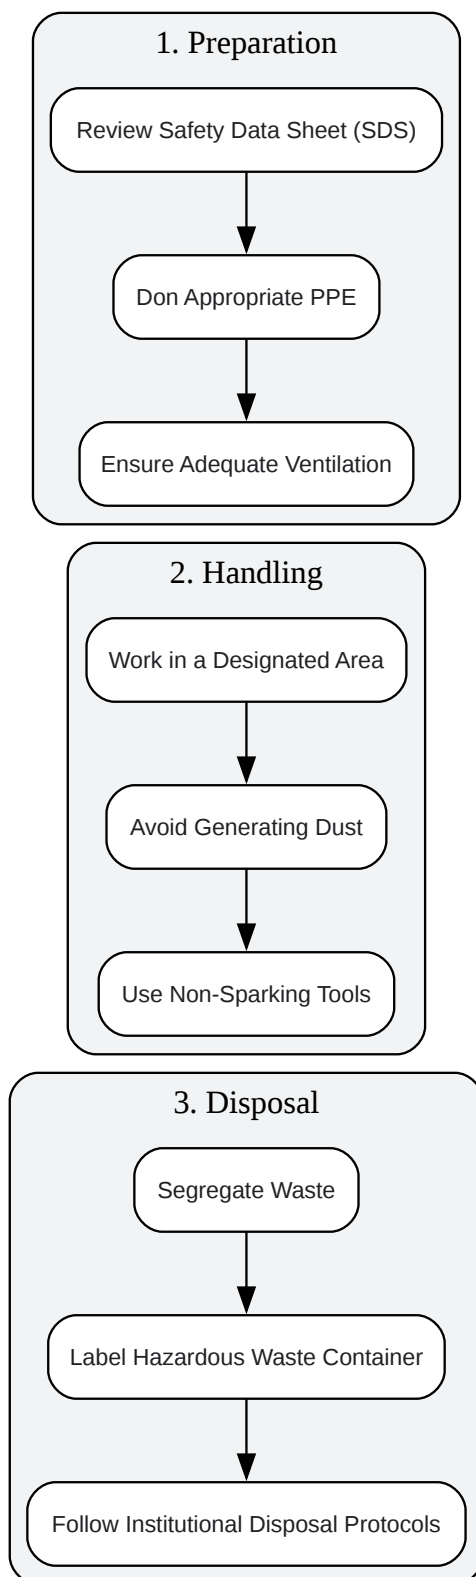 1. Preparation
Review Safety Data Sheet (SDS)
Don Appropriate PPE
Ensure Adequate Ventilation
2. Handling
Work in a Designated Area
Avoid Generating Dust
Use Non-Sparking Tools
3. Disposal
Segregate Waste
Label Hazardous Waste Container
Follow Institutional Disposal Protocols